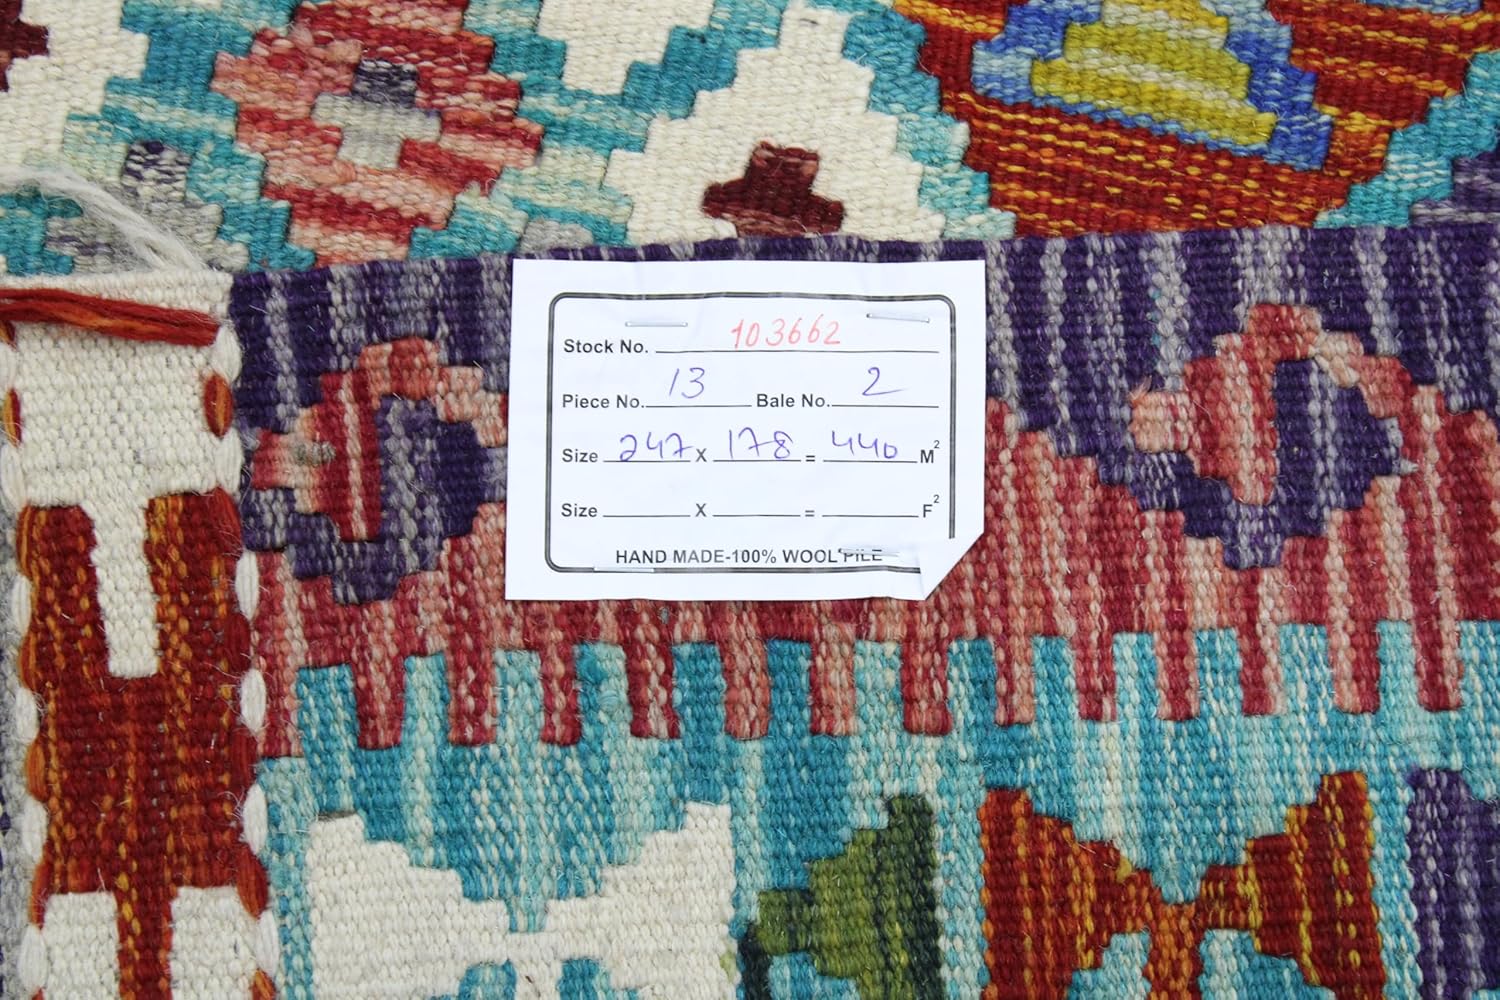 Stock No. 103662
Piece No. 13 Bale No. 2
Size 247 X 178 = 440 M²
Size X = F²
HAND MADE-100% WOOL PILE